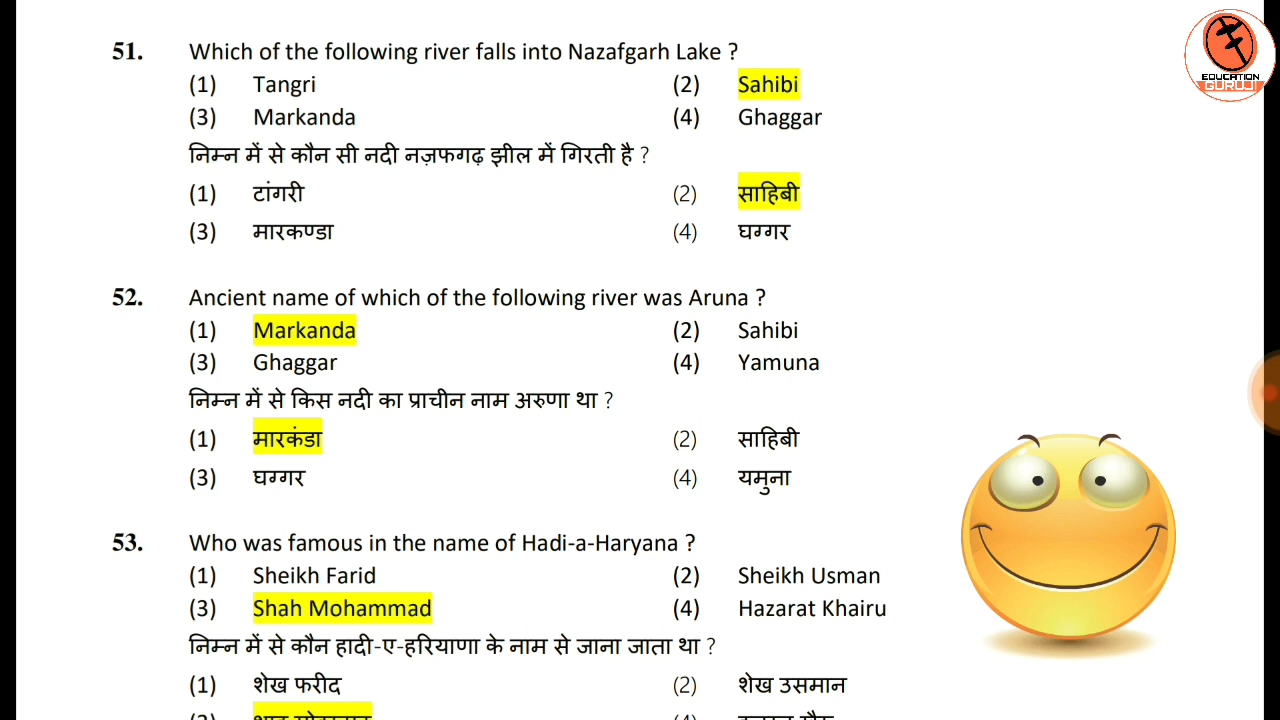 51. Which of the following river falls into Nazafgarh Lake ?
(1) Tangri (2) Sahibi
(3) Markanda (4) Ghaggar
निम्न में से कौन सी नदी नज़फगढ़ झील में गिरती है ?
(1) टांगरी (2) साहिबी
(3) मारकण्डा (4) घग्गर
52. Ancient name of which of the following river was Aruna ?
(1) Markanda (2) Sahibi
(3) Ghaggar (4) Yamuna
निम्न में से किस नदी का प्राचीन नाम अरुणा था ?
(1) मारकंडा (2) साहिबी
(3) घग्गर (4) यमुना
53. Who was famous in the name of Hadi-a-Haryana ?
(1) Sheikh Farid (2) Sheikh Usman
(3) Shah Mohammad (4) Hazarat Khairu
निम्न में से कौन हादी-ए-हरियाणा के नाम से जाना जाता था ?
(1) शेख फरीद (2) शेख उसमान
EDUCATION
GURUJI